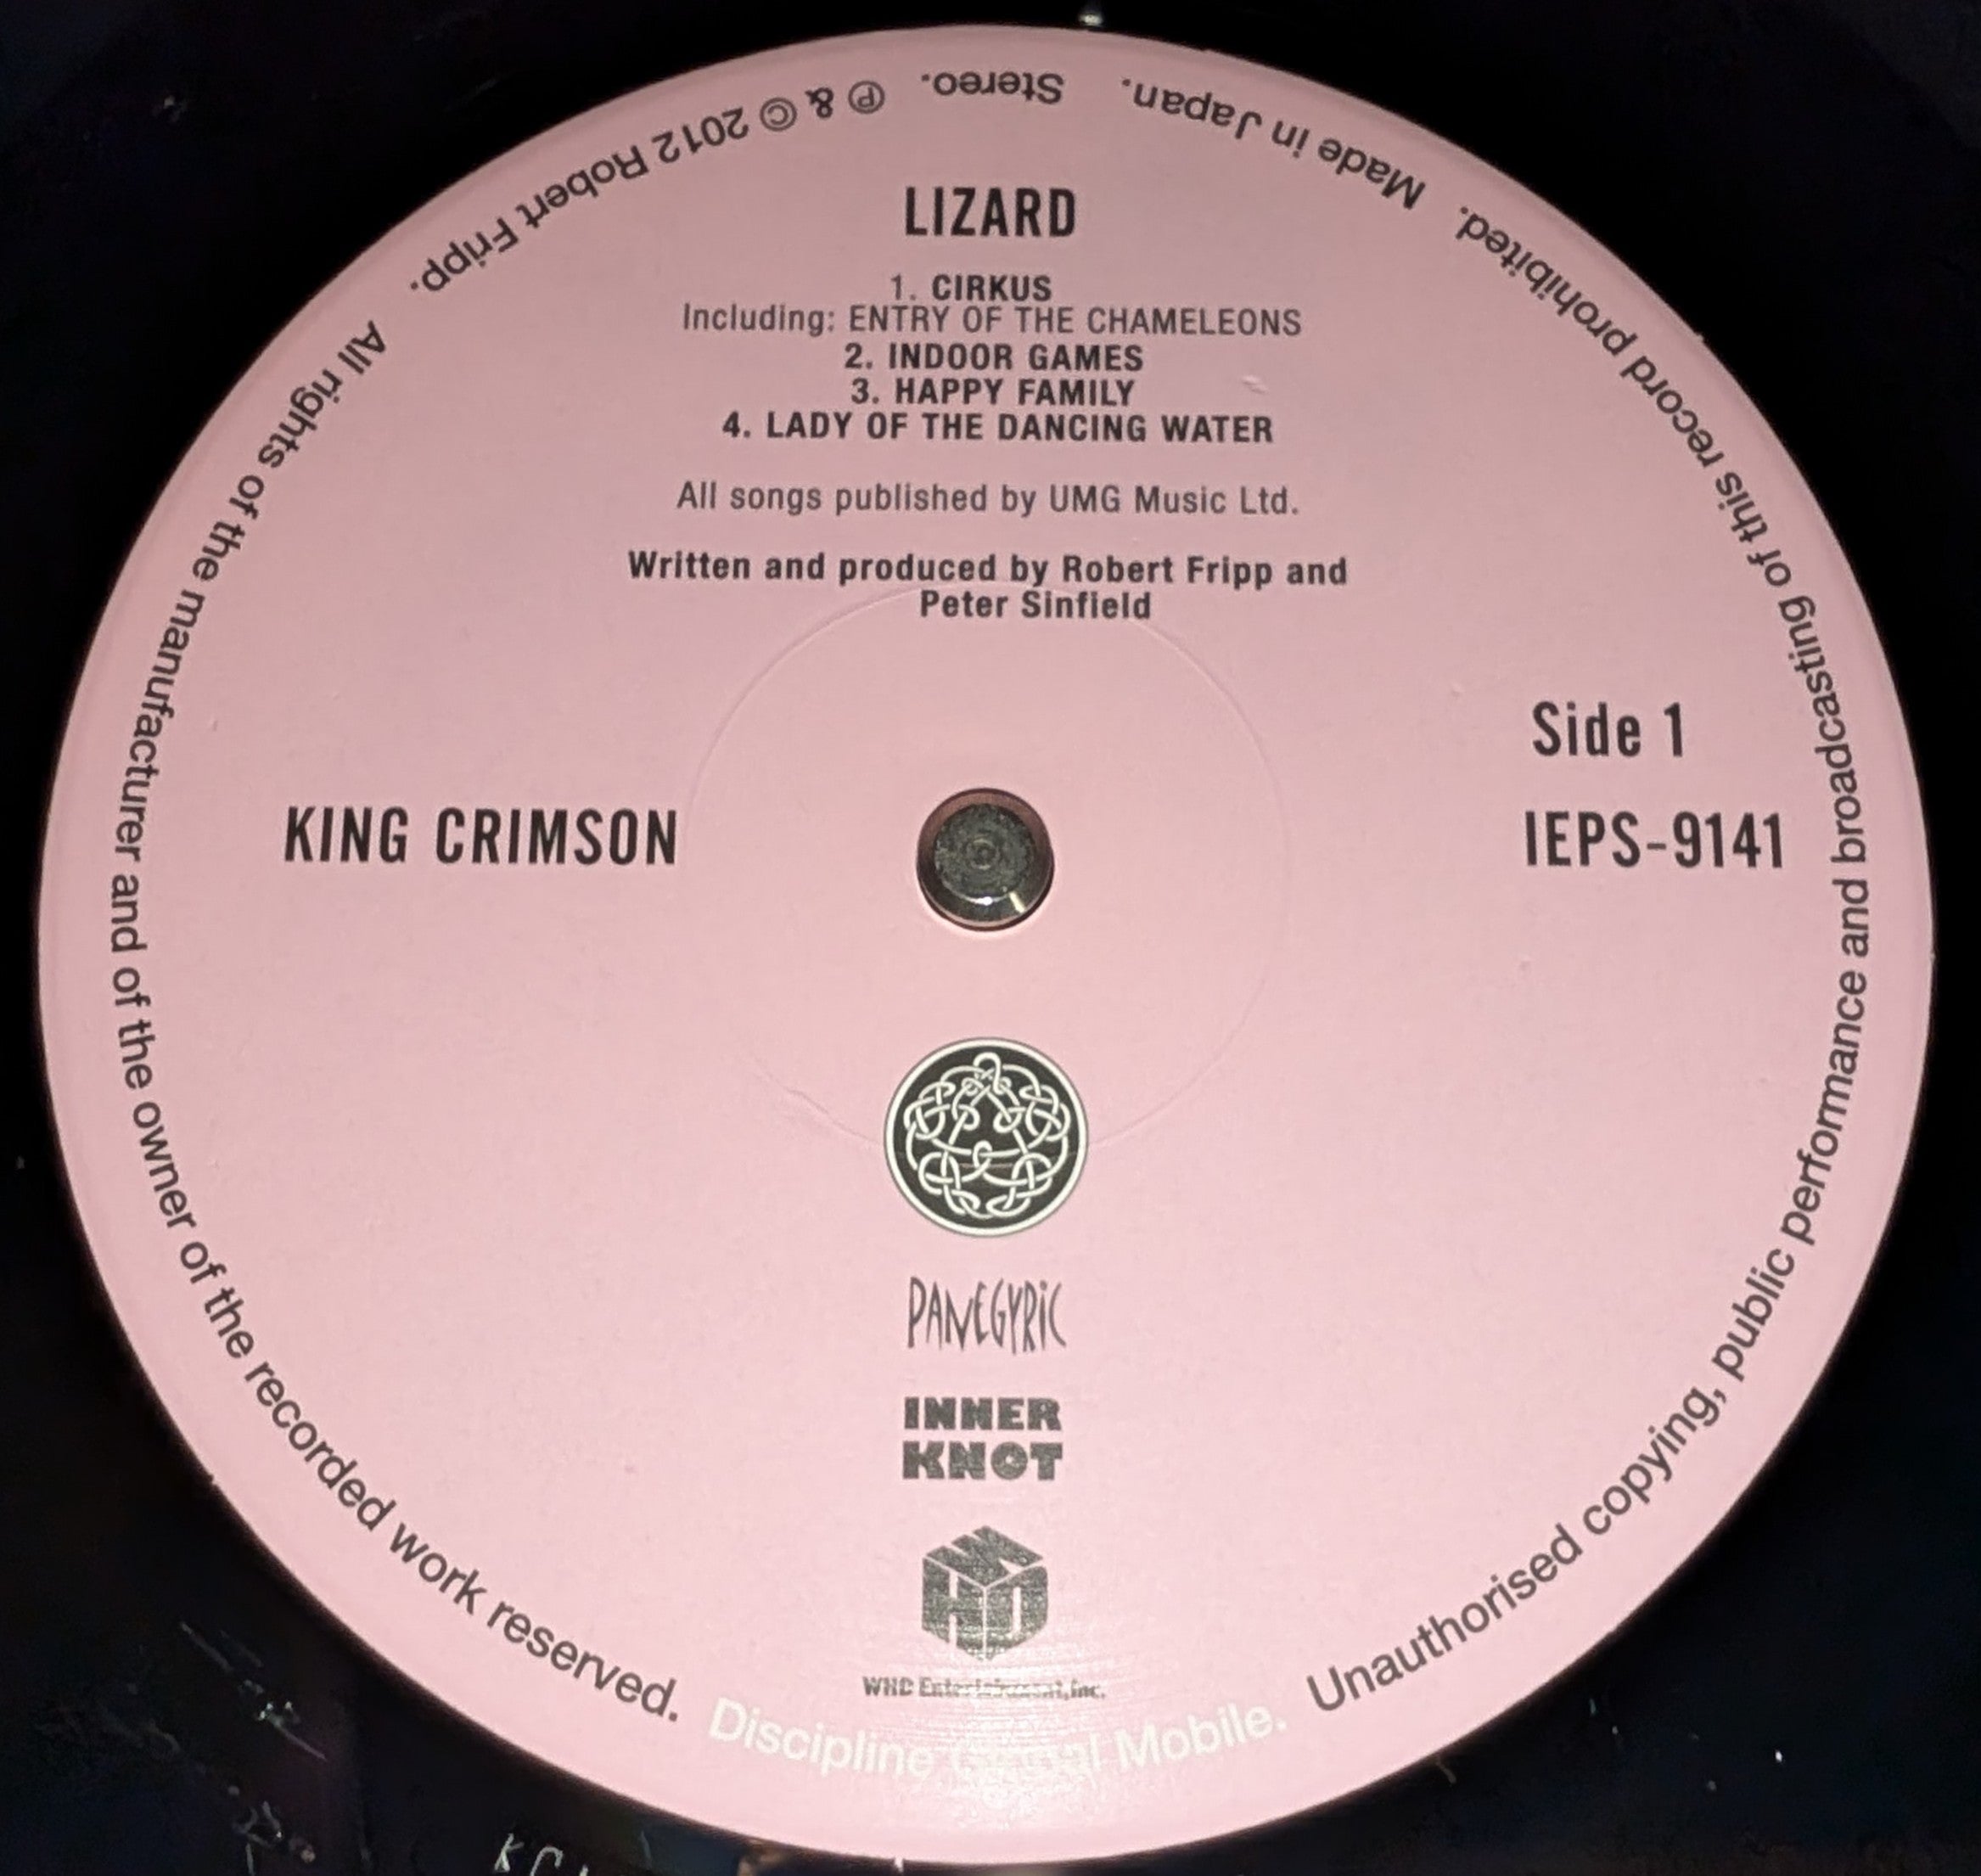 LIZARD
1. CIRKUS
Including: ENTRY OF THE CHAMELEONS
2. INDOOR GAMES
3. HAPPY FAMILY
4. LADY OF THE DANCING WATER
All songs published by UMG Music Ltd.
Written and produced by Robert Fripp and
Peter Sinfield
Side 1
KING CRIMSON
IEPS-9141
PANEGYRiC
INNER
KNOT
WHD
WHD Entertainment,Inc.
℗ & © 2012 Robert Fripp. All rights of the manufacturer and of the owner of the recorded work reserved. Discipline Global Mobile. Unauthorised copying, public performance and broadcasting of this record prohibited. Made in Japan. Stereo.